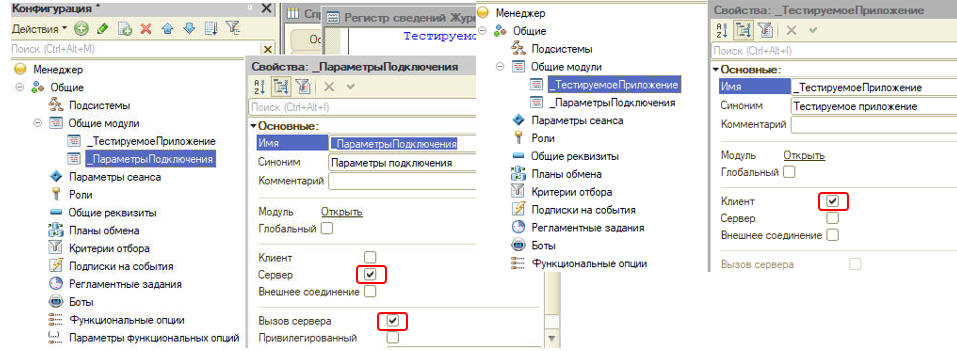 Конфигурация *
Действия
Поиск (Ctrl+Alt+M)
Менеджер
Общие
Подсистемы
Общие модули
_ТестируемоеПриложение
_ПараметрыПодключения
Параметры сеанса
Роли
Общие реквизиты
Планы обмена
Критерии отбора
Подписки на события
Регламентные задания
Боты
Функциональные опции
Параметры функциональных опций
Регистр сведений Журн
Тестируемо
Свойства: _ПараметрыПодключения
Поиск (Ctrl+Alt+I)
Основные:
Имя _ПараметрыПодключения
Синоним Параметры подключения
Комментарий
Модуль Открыть
Глобальный
Клиент
Сервер
Внешнее соединение
Вызов сервера
Привилегированный
Менеджер
Общие
Подсистемы
Общие модули
_ТестируемоеПриложение
_ПараметрыПодключения
Параметры сеанса
Роли
Общие реквизиты
Планы обмена
Критерии отбора
Подписки на события
Регламентные задания
Боты
Функциональные опции
Свойства: _ТестируемоеПриложение
Поиск (Ctrl+Alt+I)
Основные:
Имя _ТестируемоеПриложение
Синоним Тестируемое приложение
Комментарий
Модуль Открыть
Глобальный
Клиент
Сервер
Внешнее соединение
Вызов сервера